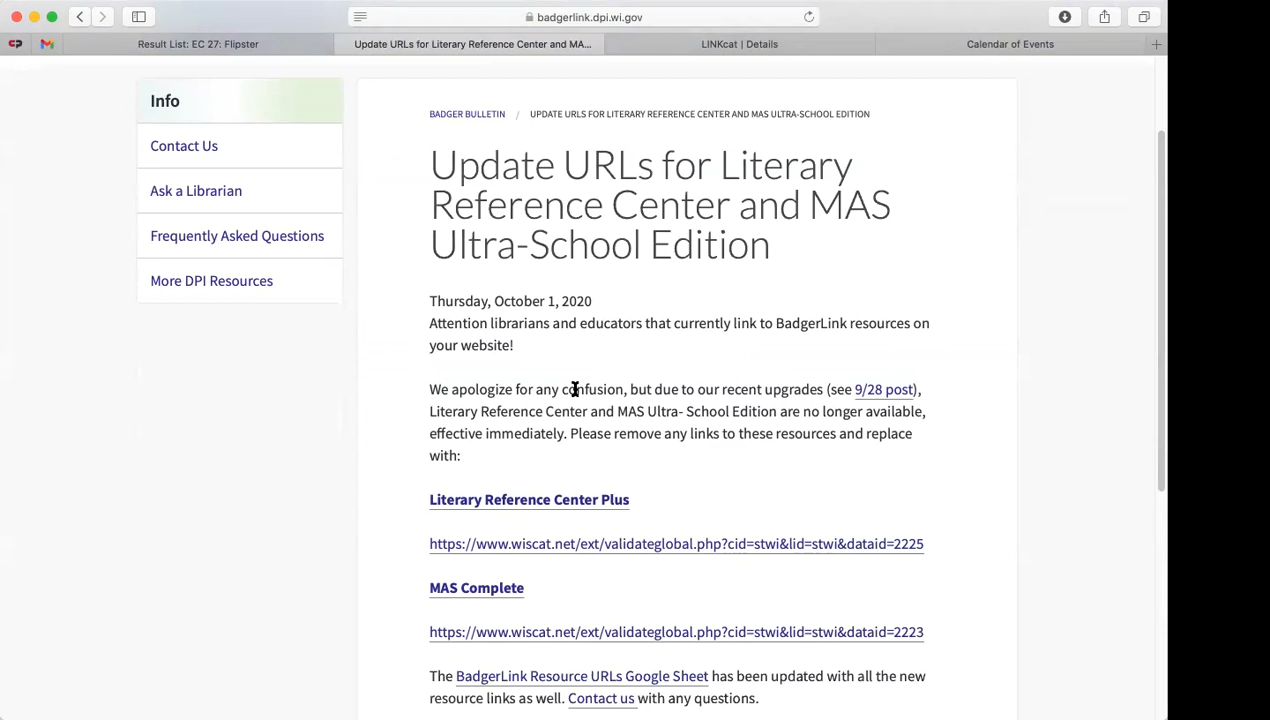 badgerlink.dpi.wi.gov
Result List: EC 27: Flipster
Update URLs for Literary Reference Center and MA...
LINKcat | Details
Calendar of Events
Info
Contact Us
Ask a Librarian
Frequently Asked Questions
More DPI Resources
BADGER BULLETIN / UPDATE URLS FOR LITERARY REFERENCE CENTER AND MAS ULTRA-SCHOOL EDITION
Update URLs for Literary
Reference Center and MAS
Ultra-School Edition
Thursday, October 1, 2020
Attention librarians and educators that currently link to BadgerLink resources on
your website!
We apologize for any confusion, but due to our recent upgrades (see 9/28 post),
Literary Reference Center and MAS Ultra- School Edition are no longer available,
effective immediately. Please remove any links to these resources and replace
with:
Literary Reference Center Plus
https://www.wiscat.net/ext/validateglobal.php?cid=stwi&lid=stwi&dataid=2225
MAS Complete
https://www.wiscat.net/ext/validateglobal.php?cid=stwi&lid=stwi&dataid=2223
The BadgerLink Resource URLs Google Sheet has been updated with all the new
resource links as well. Contact us with any questions.